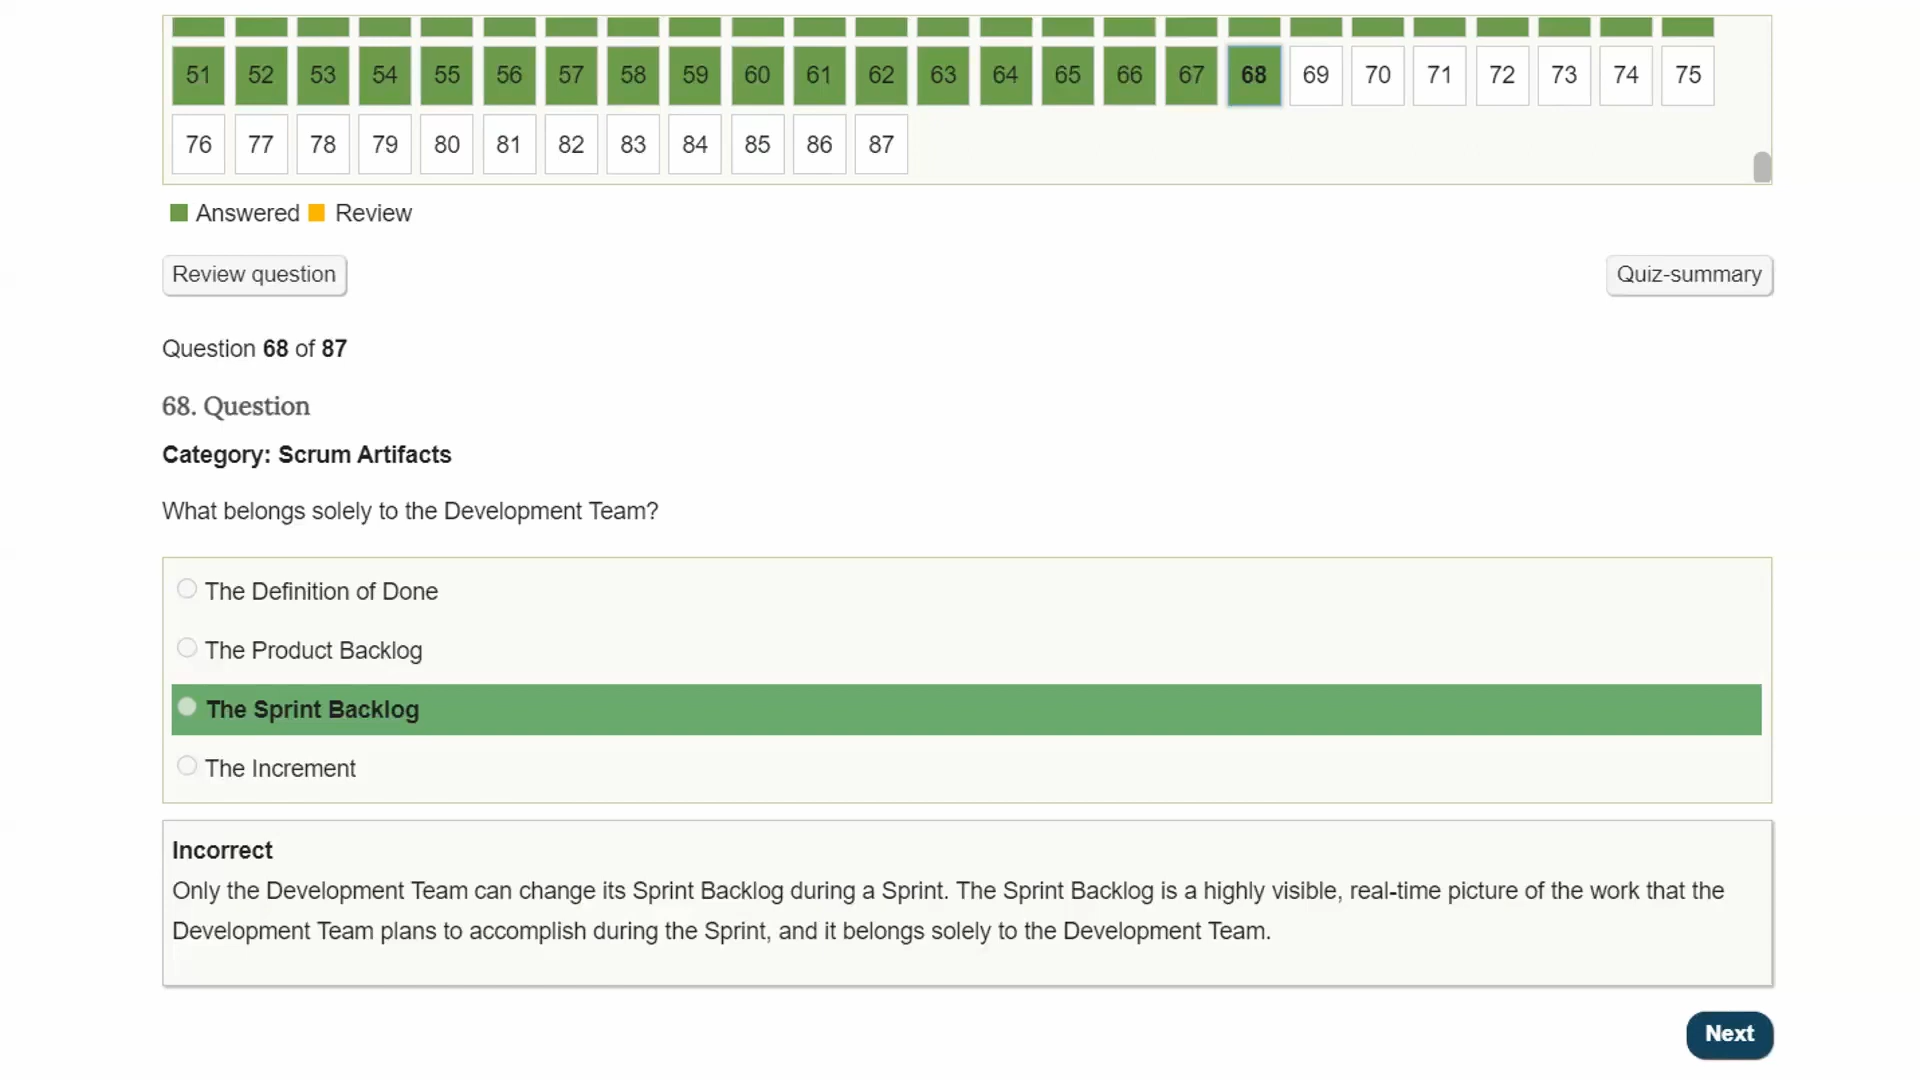 51 52 53 54 55 56 57 58 59 60 61 62 63 64 65 66 67 68 69 70 71 72 73 74 75
76 77 78 79 80 81 82 83 84 85 86 87
Answered Review
Review question Quiz-summary
Question 68 of 87
68. Question
Category: Scrum Artifacts
What belongs solely to the Development Team?
The Definition of Done
The Product Backlog
The Sprint Backlog
The Increment
Incorrect
Only the Development Team can change its Sprint Backlog during a Sprint. The Sprint Backlog is a highly visible, real-time picture of the work that the
Development Team plans to accomplish during the Sprint, and it belongs solely to the Development Team.
Next